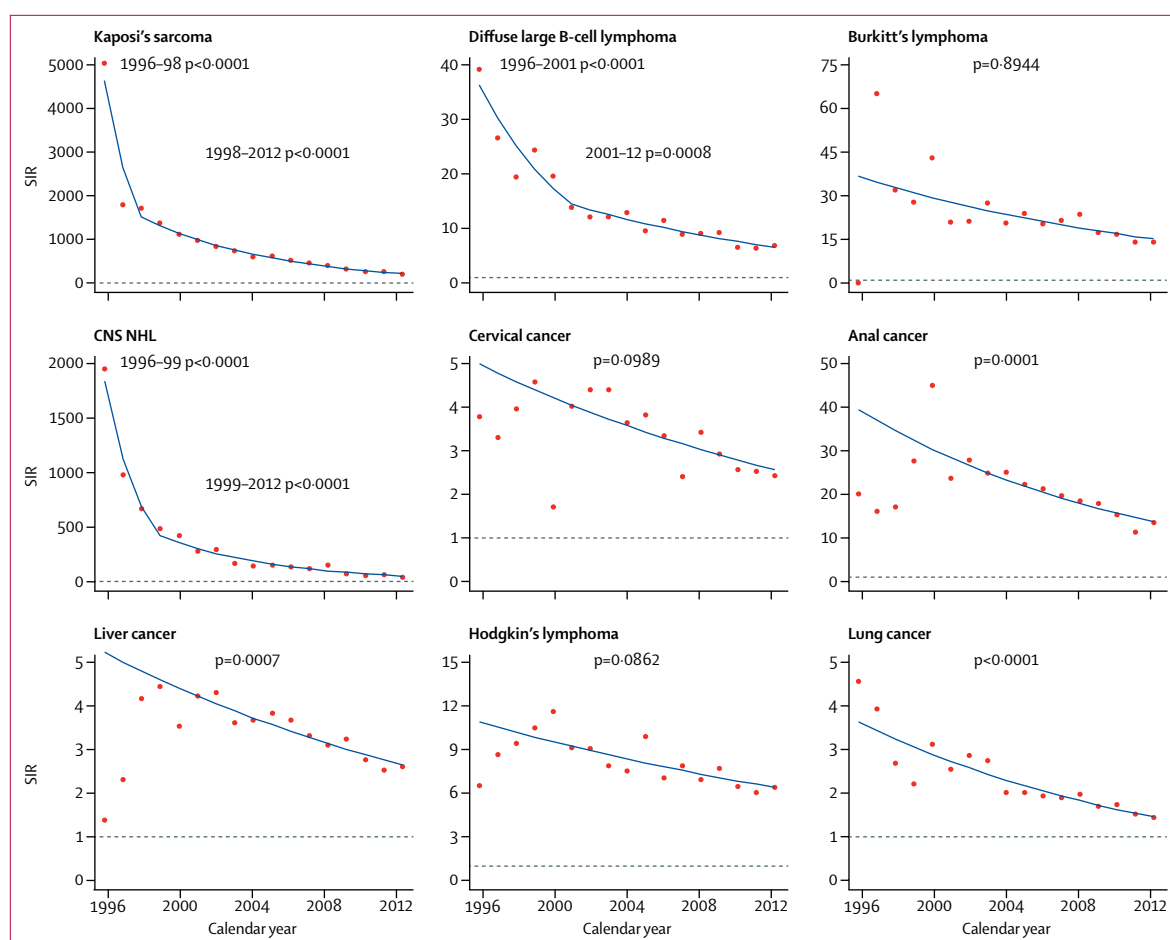 Kaposi's sarcoma
5000
4000
3000
2000
1000
0
SIR
1996–98 p<0·0001
1998–2012 p<0·0001
Diffuse large B-cell lymphoma
40
30
20
10
0
1996–2001 p<0·0001
2001–12 p=0·0008
Burkitt's lymphoma
75
60
45
30
15
0
p=0·8944
CNS NHL
2000
1500
1000
500
0
SIR
1996–99 p<0·0001
1999–2012 p<0·0001
Cervical cancer
5
4
3
2
1
0
p=0·0989
Anal cancer
50
40
30
20
10
0
p=0·0001
Liver cancer
5
4
3
2
1
0
SIR
p=0·0007
1996 2000 2004 2008 2012
Calendar year
Hodgkin's lymphoma
15
12
9
6
3
0
p=0·0862
1996 2000 2004 2008 2012
Calendar year
Lung cancer
5
4
3
2
1
0
p<0·0001
1996 2000 2004 2008 2012
Calendar year